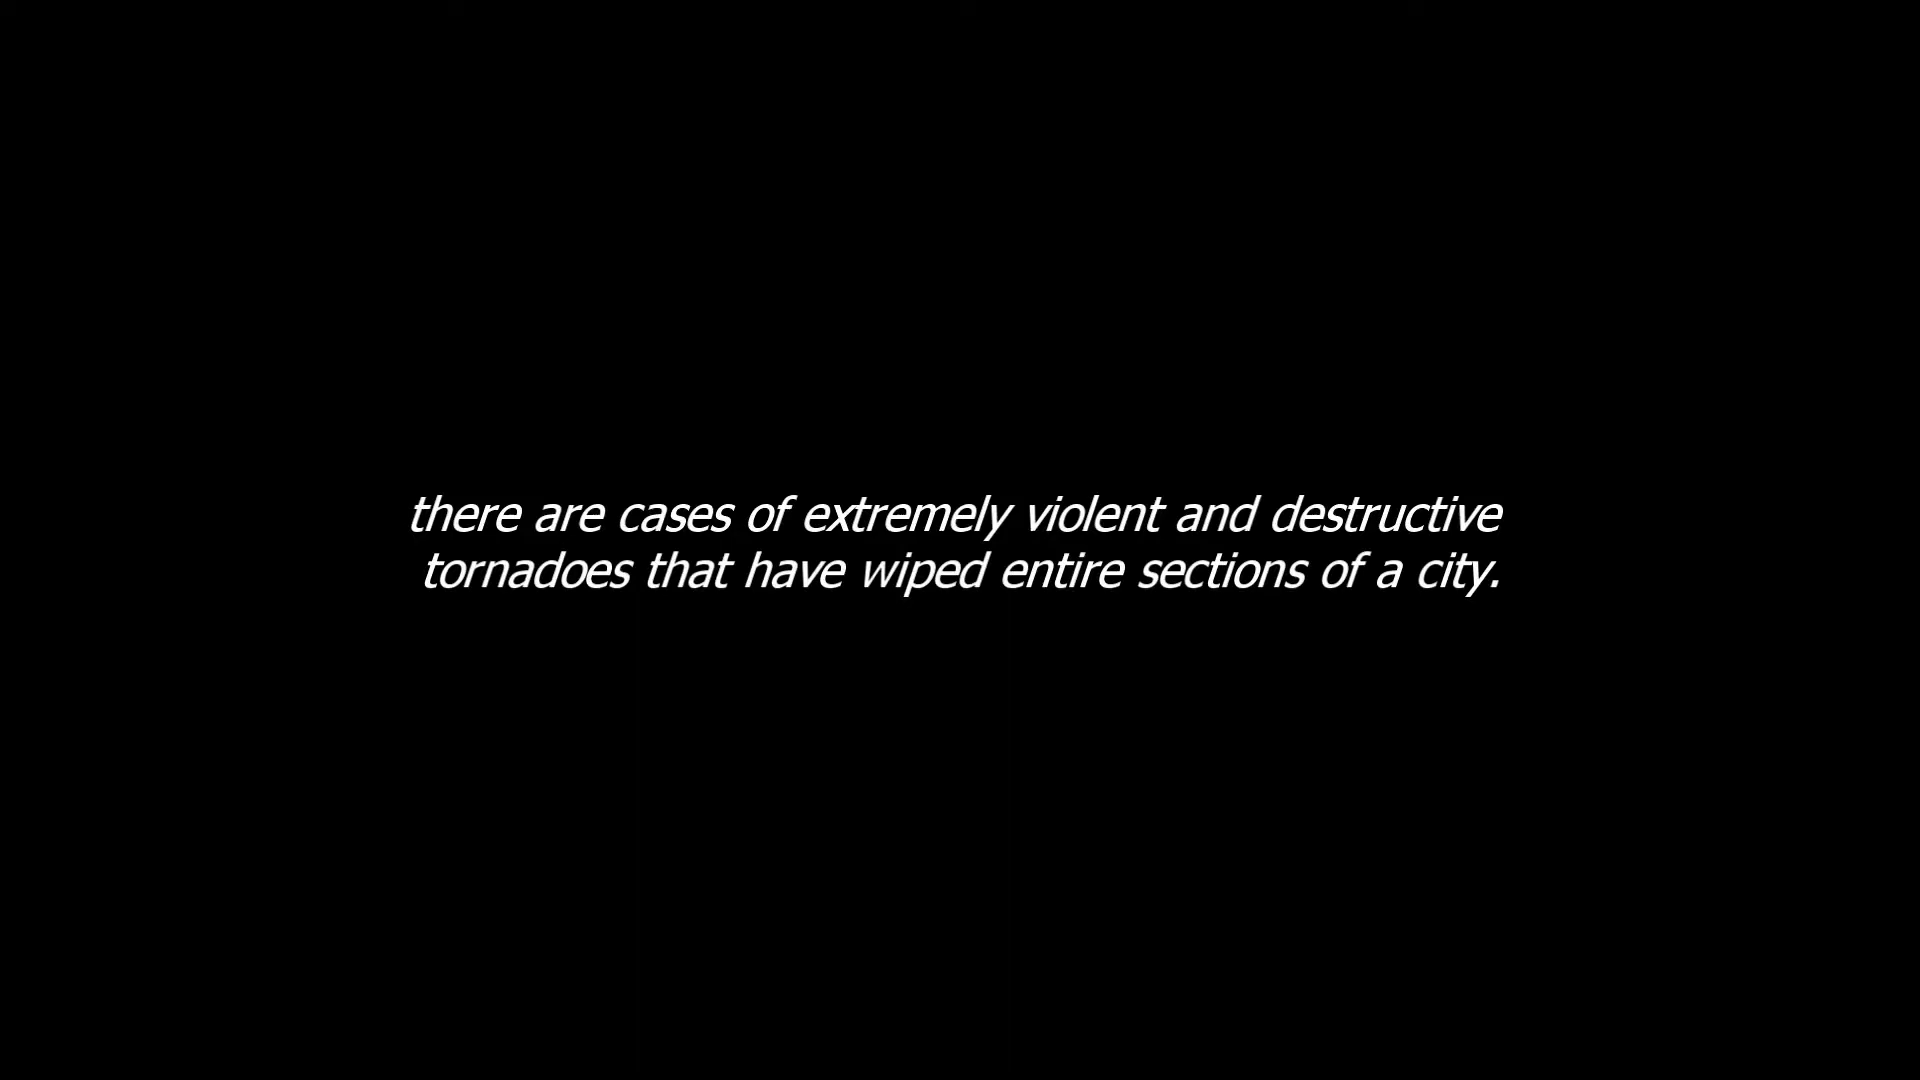 there are cases of extremely violent and destructive
tornadoes that have wiped entire sections of a city.